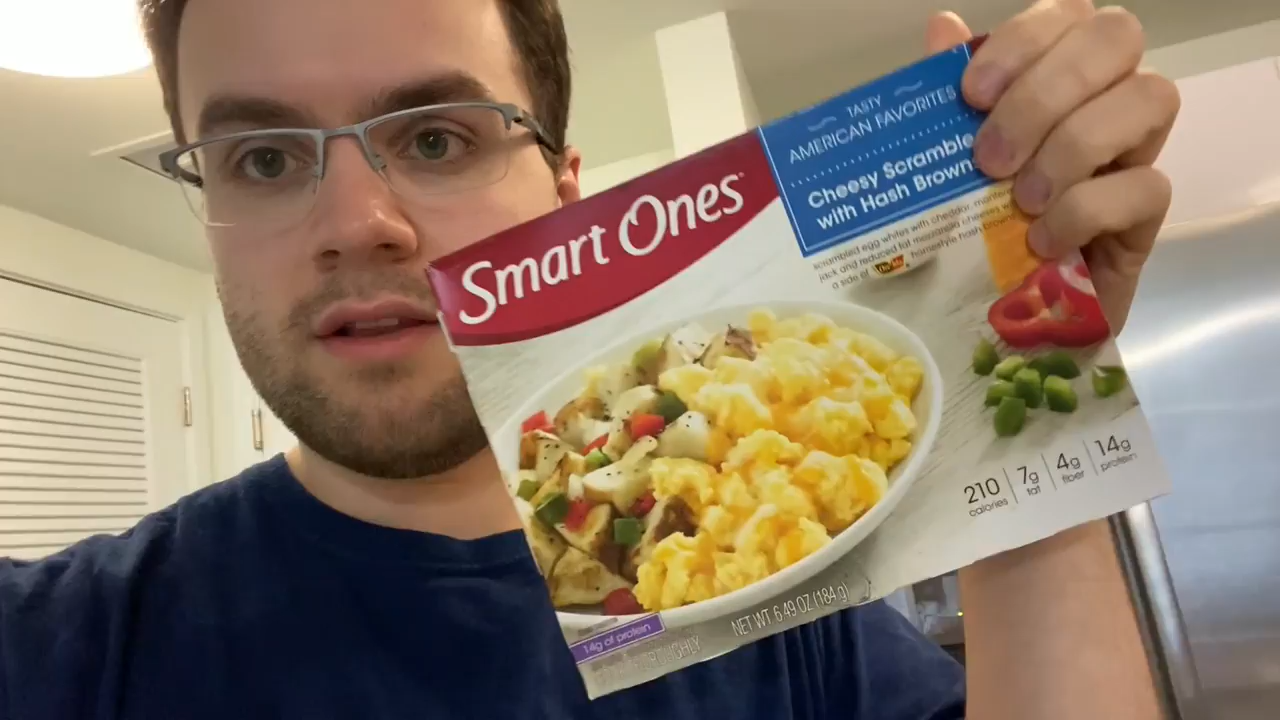 Smart Ones
TASTY
AMERICAN FAVORITES
Cheesy Scramble
with Hash Browns
scrambled egg whites with cheddar, monterey
jack and reduced fat mozzarella cheeses with
a side of homestyle hash browns
210 calories
7g fat
4g fiber
14g protein
14g of protein
NET WT 6.49 OZ (184 g)